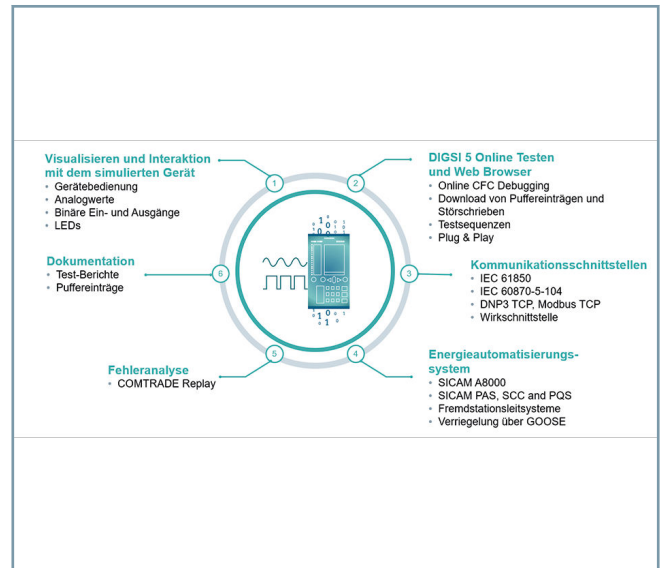 Visualisieren und Interaktion
mit dem simulierten Gerät
• Gerätebedienung
• Analogwerte
• Binäre Ein- und Ausgänge
• LEDs
1
DIGSI 5 Online Testen
und Web Browser
• Online CFC Debugging
• Download von Puffereinträgen und
Störschrieben
• Testsequenzen
• Plug & Play
2
Kommunikationsschnittstellen
• IEC 61850
• IEC 60870-5-104
• DNP3 TCP, Modbus TCP
• Wirkschnittstelle
3
Energieautomatisierungs-
system
• SICAM A8000
• SICAM PAS, SCC and PQS
• Fremdstationsleitsysteme
• Verriegelung über GOOSE
4
Fehleranalyse
• COMTRADE Replay
5
Dokumentation
• Test-Berichte
• Puffereinträge
6